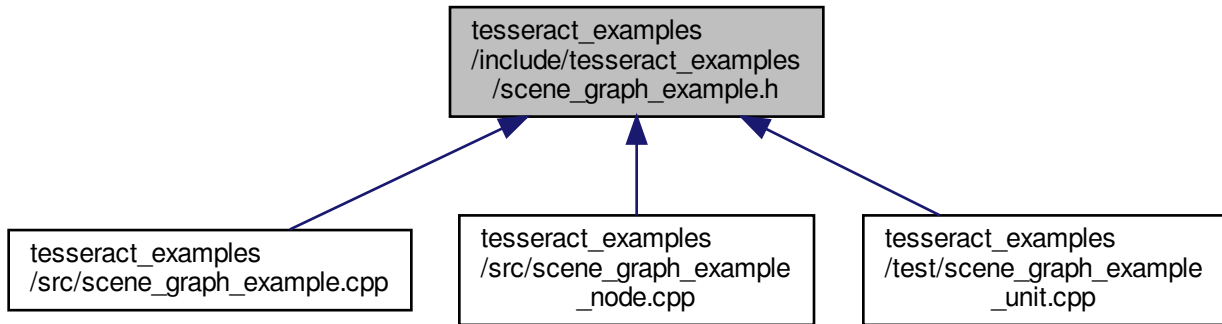 tesseract_examples
/include/tesseract_examples
/scene_graph_example.h
tesseract_examples
/src/scene_graph_example.cpp
tesseract_examples
/src/scene_graph_example
_node.cpp
tesseract_examples
/test/scene_graph_example
_unit.cpp